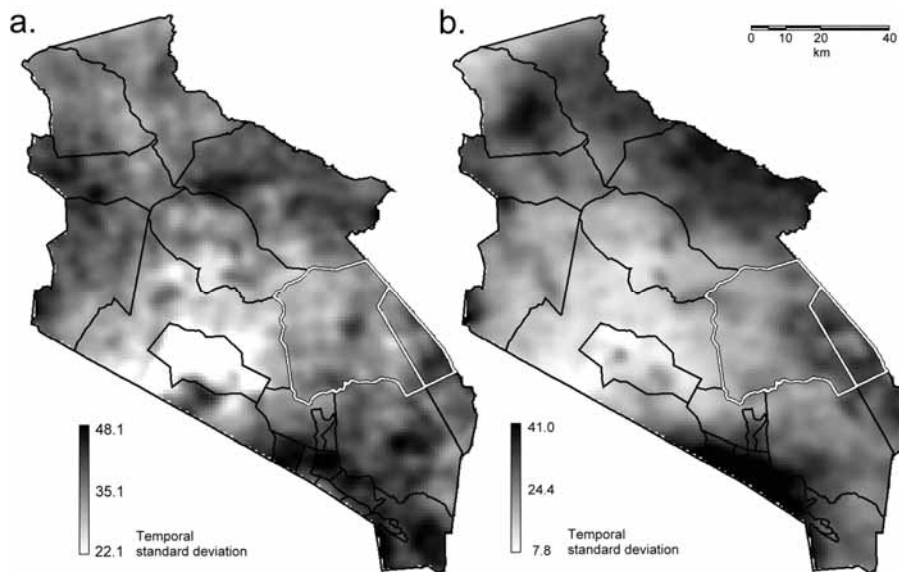 a.
b.
0 10 20 40
km
48.1
35.1
22.1
Temporal
standard deviation
41.0
24.4
7.8
Temporal
standard deviation